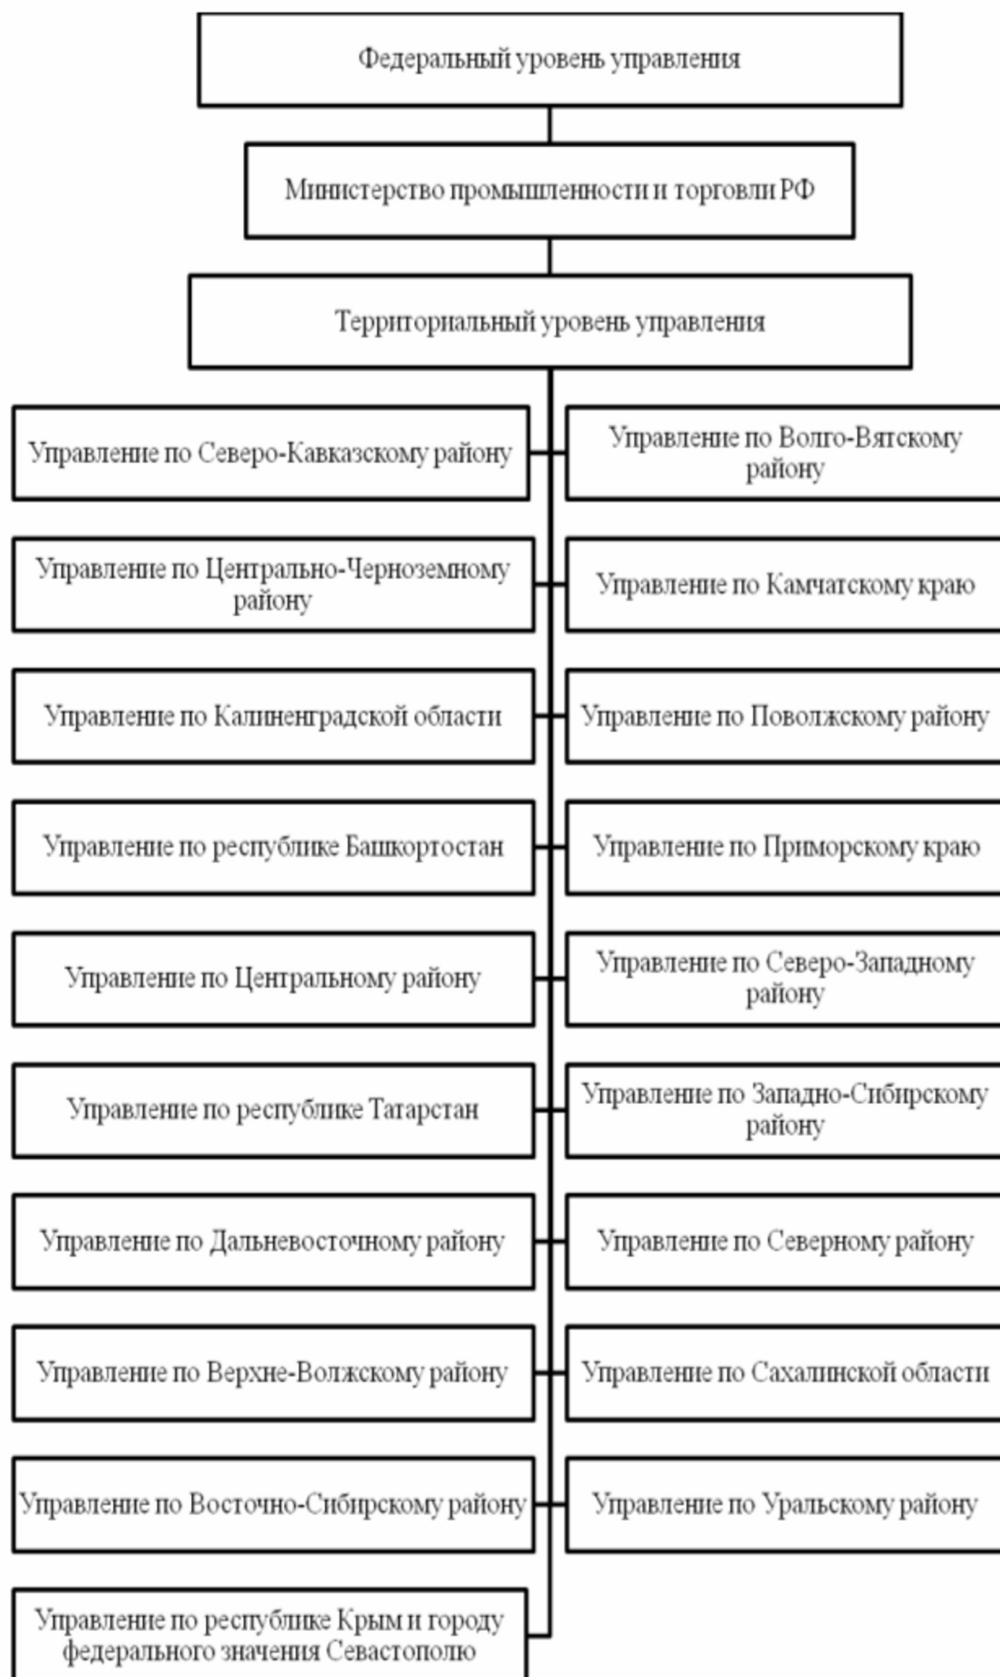 Федеральный уровень управления
Министерство промышленности и торговли РФ
Территориальный уровень управления
Управление по Северо-Кавказскому району
Управление по Волго-Вятскому
району
Управление по Центрально-Черноземному
району
Управление по Камчатскому краю
Управление по Калиненградской области
Управление по Поволжскому району
Управление по республике Башкортостан
Управление по Приморскому краю
Управление по Центральному району
Управление по Северо-Западному
району
Управление по республике Татарстан
Управление по Западно-Сибирскому
району
Управление по Дальневосточному району
Управление по Северному району
Управление по Верхне-Волжскому району
Управление по Сахалинской области
Управление по Восточно-Сибирскому району
Управление по Уральскому району
Управление по республике Крым и городу
федерального значения Севастополю